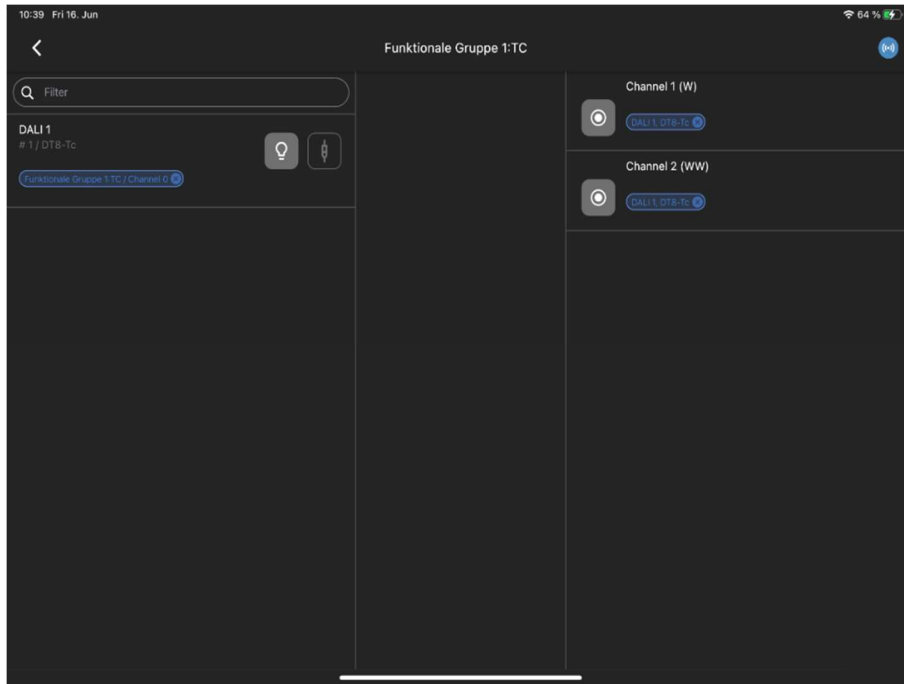 10:39 Fri 16. Jun
64 %
Funktionale Gruppe 1:TC
Filter
DALI 1
# 1 / DT8-Tc
Funktionale Gruppe 1:TC / Channel 0
Channel 1 (W)
DALI 1, DT8-Tc
Channel 2 (WW)
DALI 1, DT8-Tc